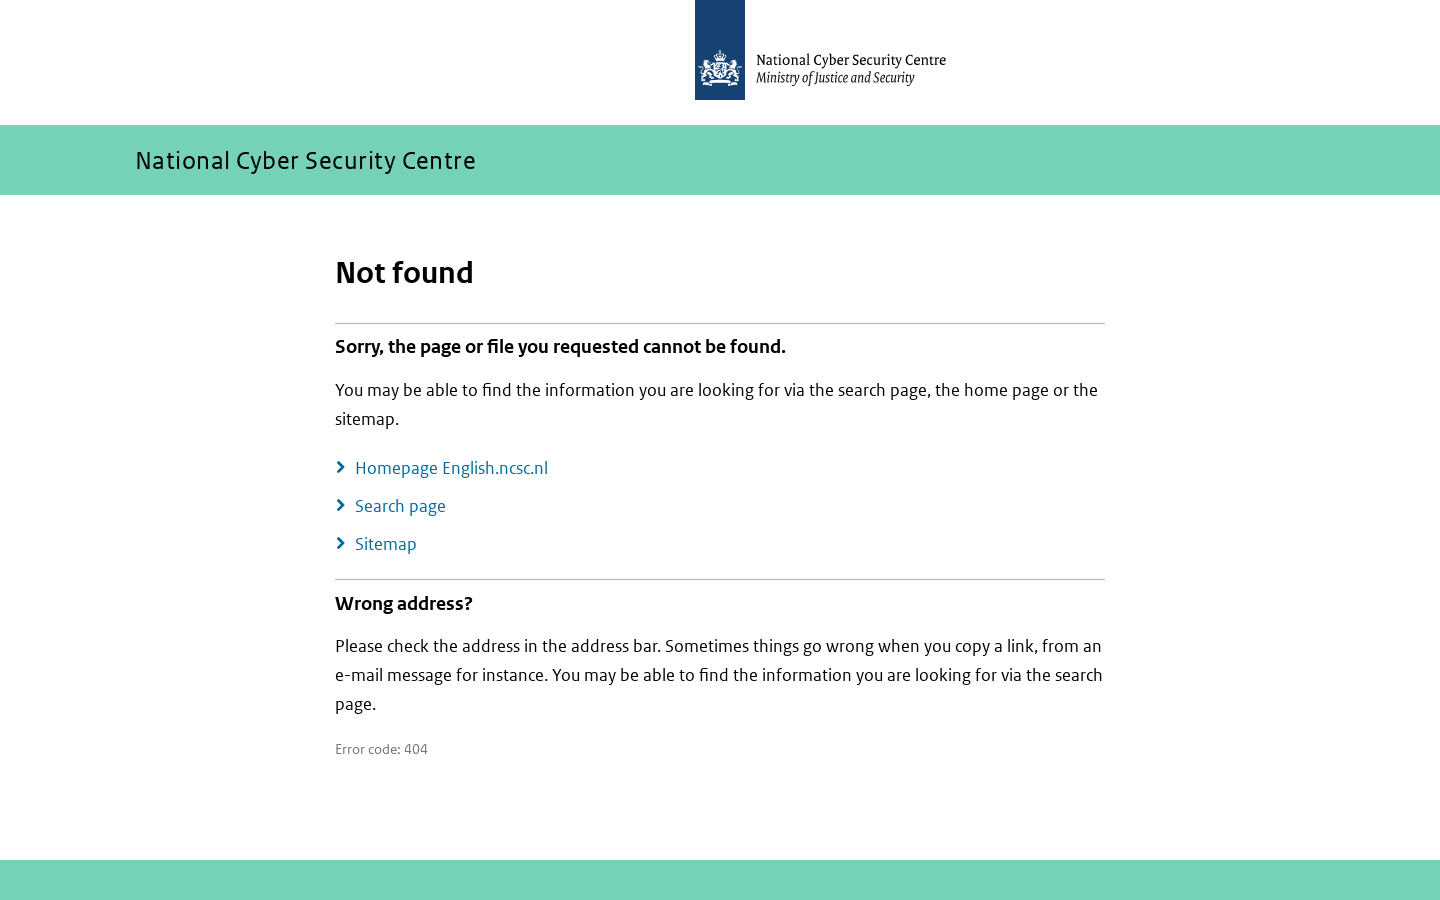 National Cyber Security Centre
Ministry of Justice and Security
National Cyber Security Centre
Not found
Sorry, the page or file you requested cannot be found.
You may be able to find the information you are looking for via the search page, the home page or the
sitemap.
Homepage English.ncsc.nl
Search page
Sitemap
Wrong address?
Please check the address in the address bar. Sometimes things go wrong when you copy a link, from an
e-mail message for instance. You may be able to find the information you are looking for via the search
page.
Error code: 404